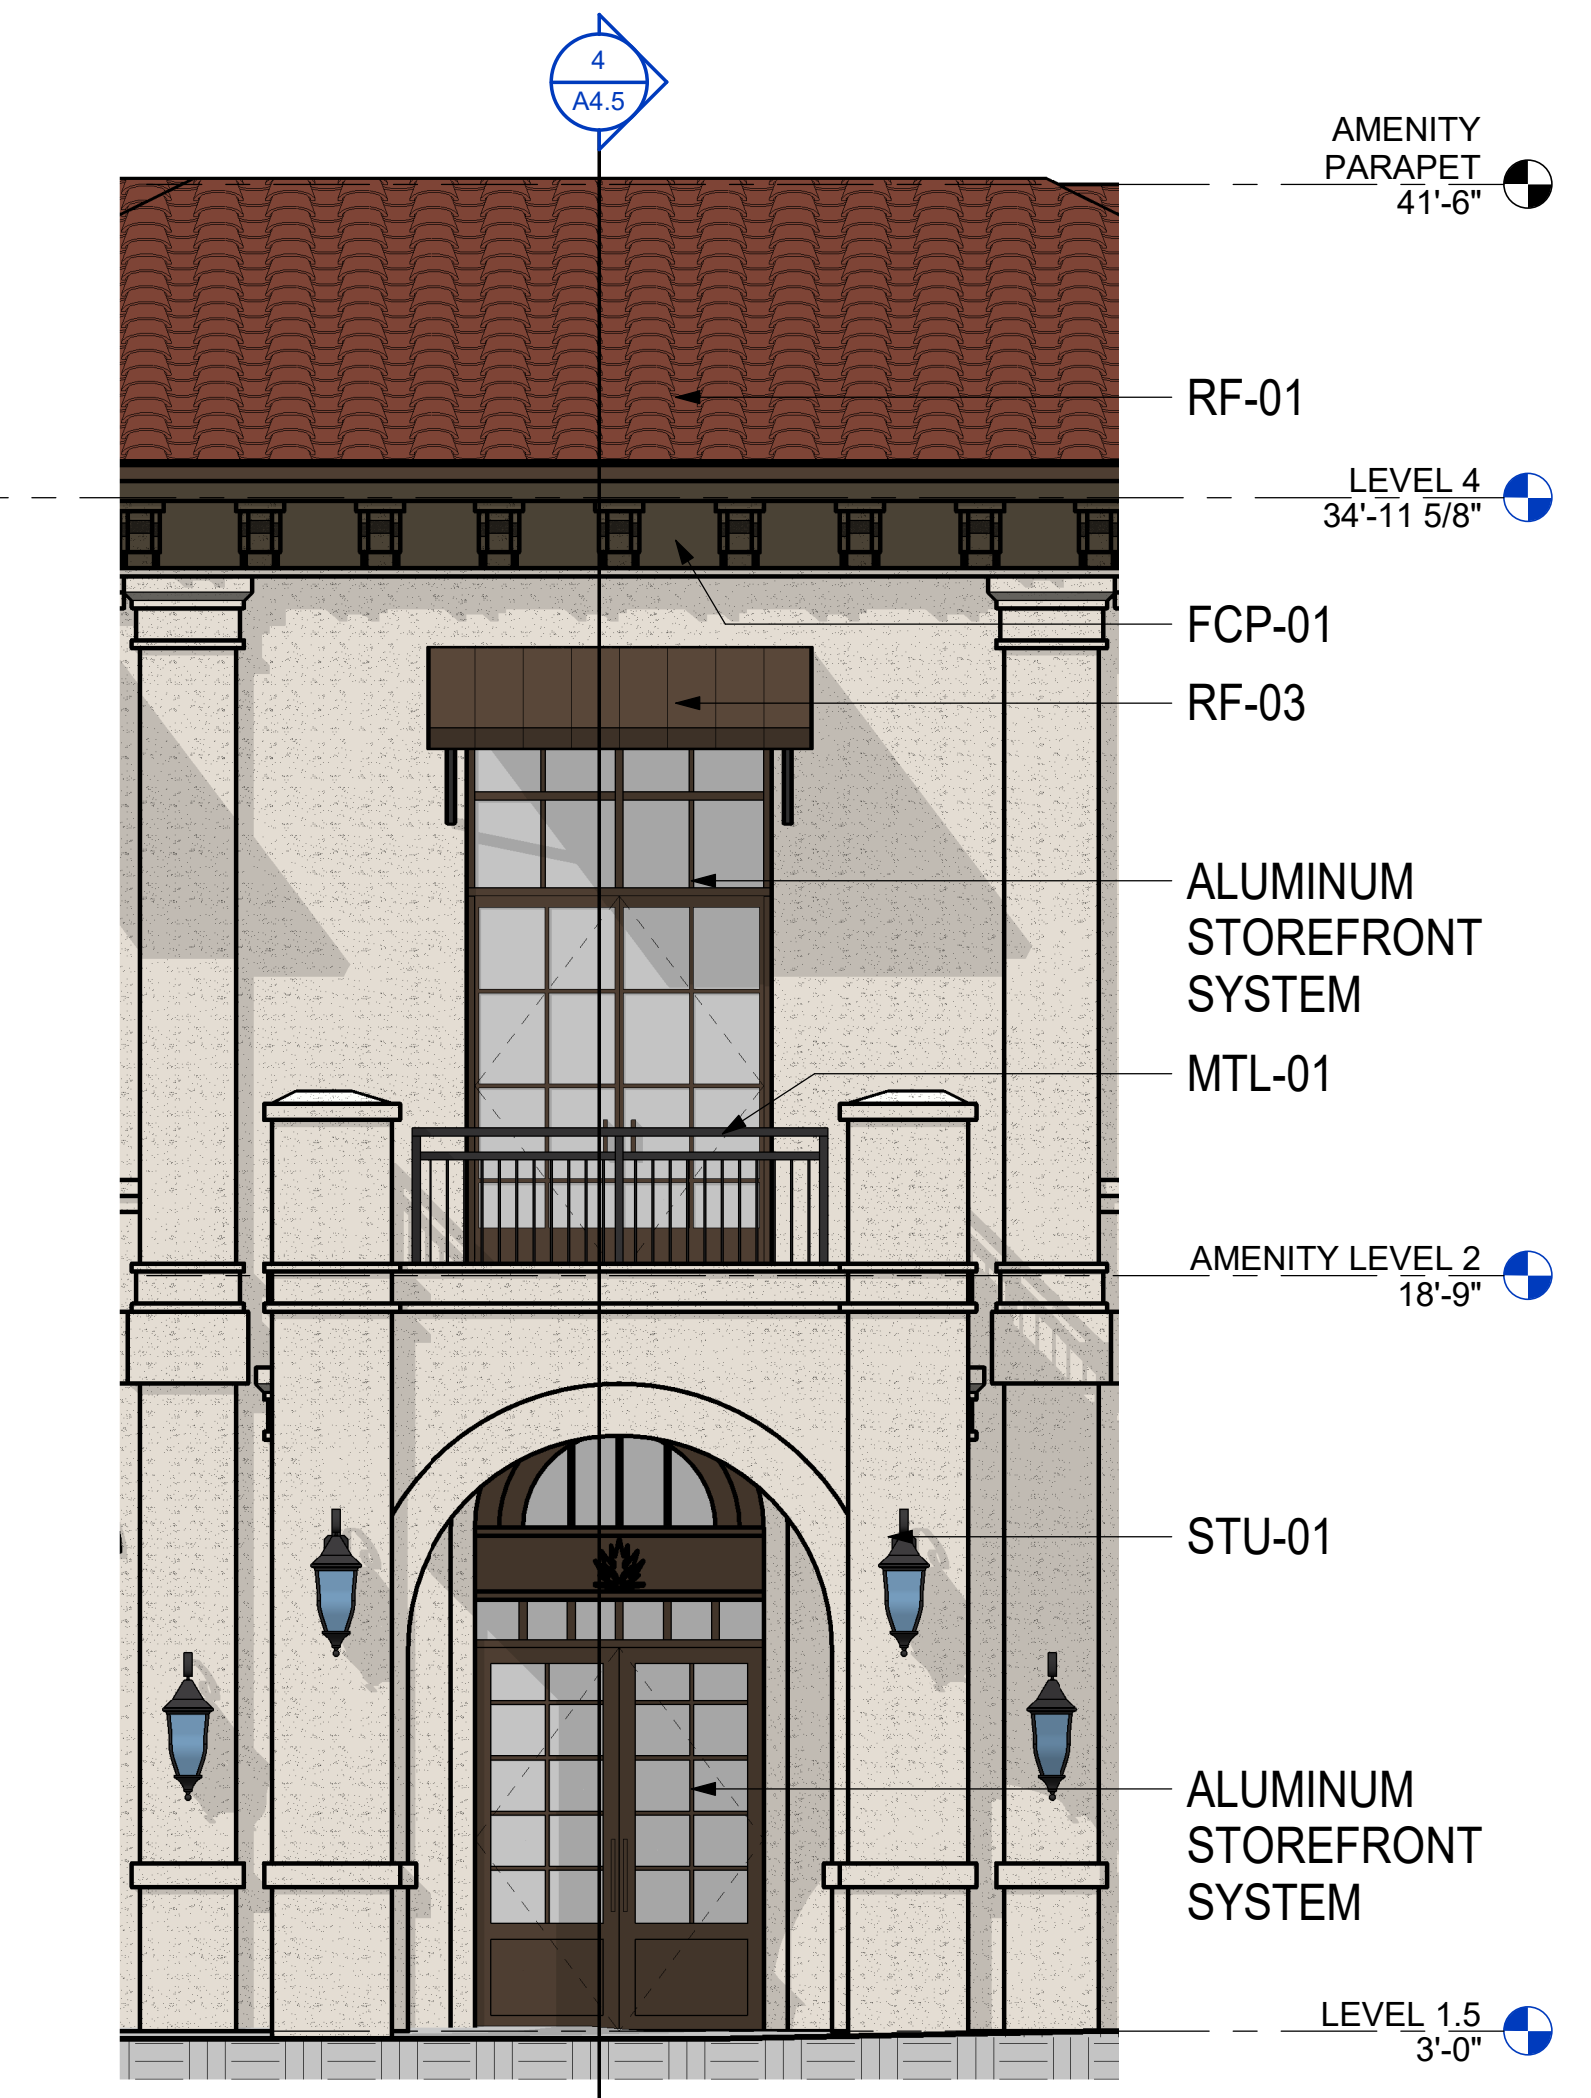 4
A4.5
AMENITY
PARAPET
41'-6"
RF-01
LEVEL 4
34'-11 5/8"
FCP-01
RF-03
ALUMINUM
STOREFRONT
SYSTEM
MTL-01
AMENITY LEVEL 2
18'-9"
STU-01
ALUMINUM
STOREFRONT
SYSTEM
LEVEL 1.5
3'-0"